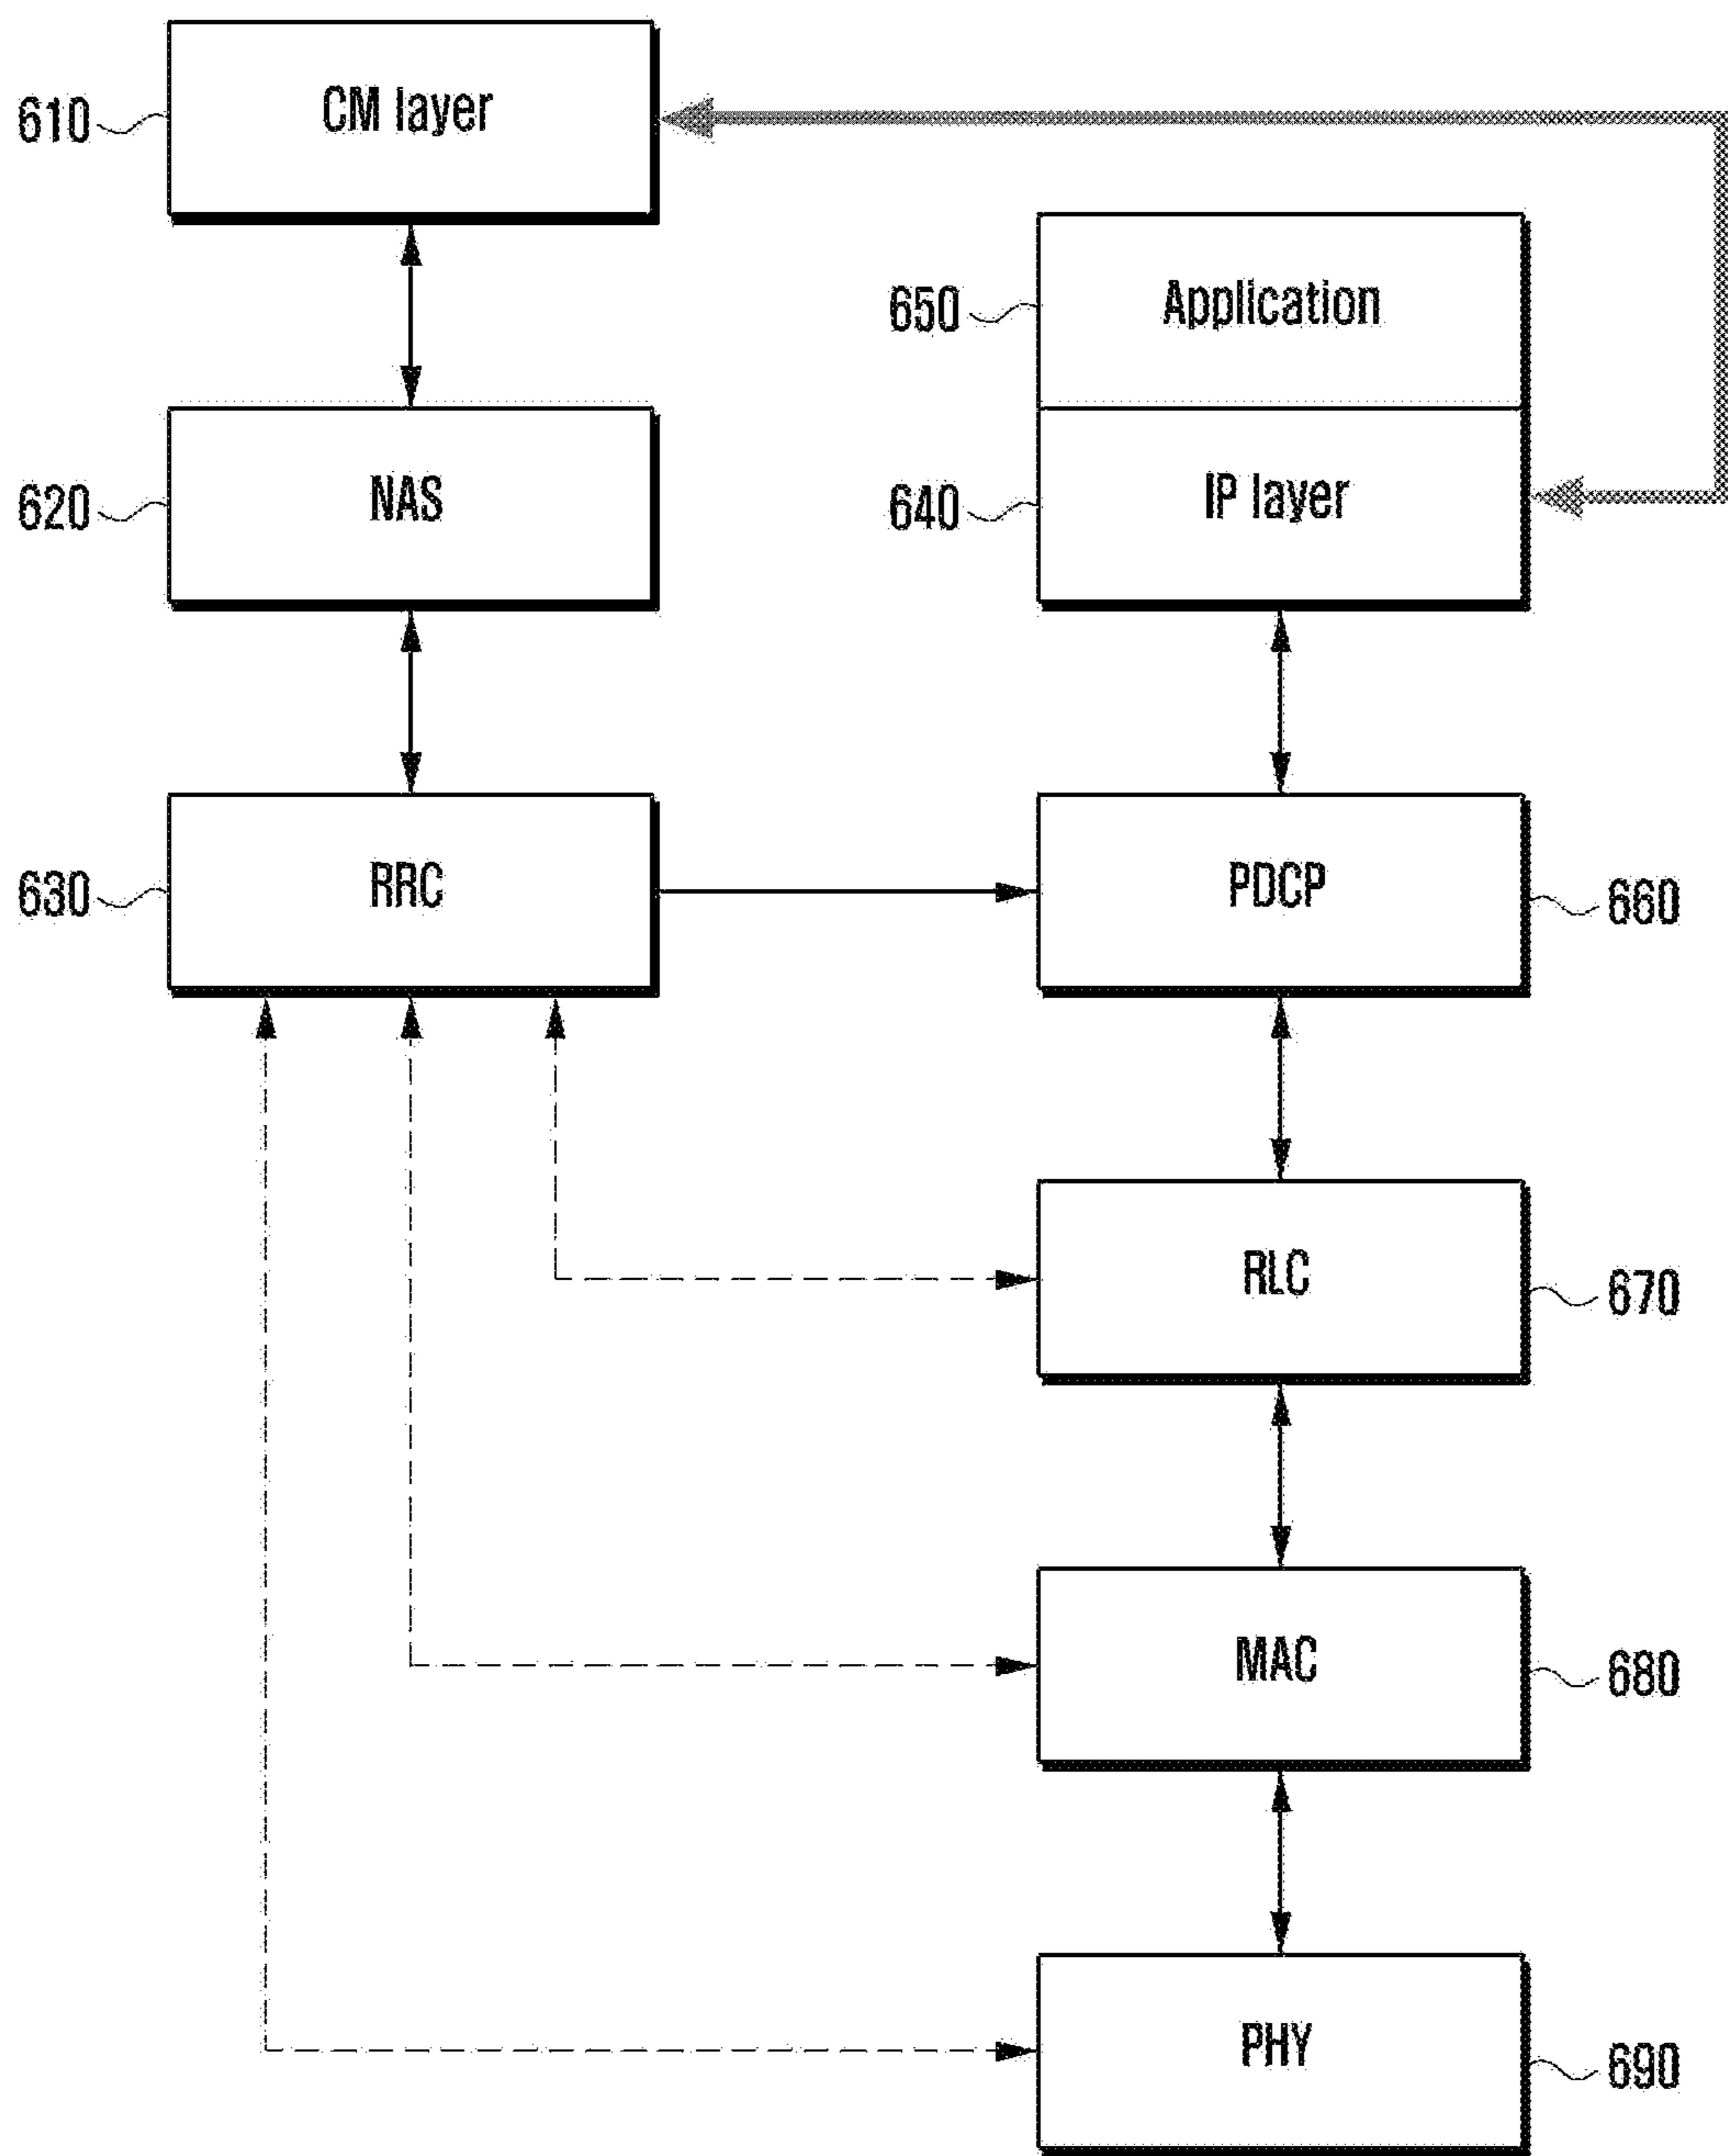 610
CM layer
650
Application
620
NAS
640
IP layer
630
RRC
PDCP
660
RLC
670
MAC
680
PHY
690